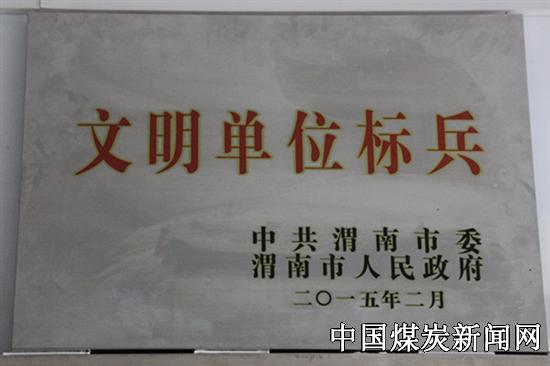 文明单位标兵
中共渭南市委
渭南市人民政府
二〇一五年二月
中国煤炭新闻网